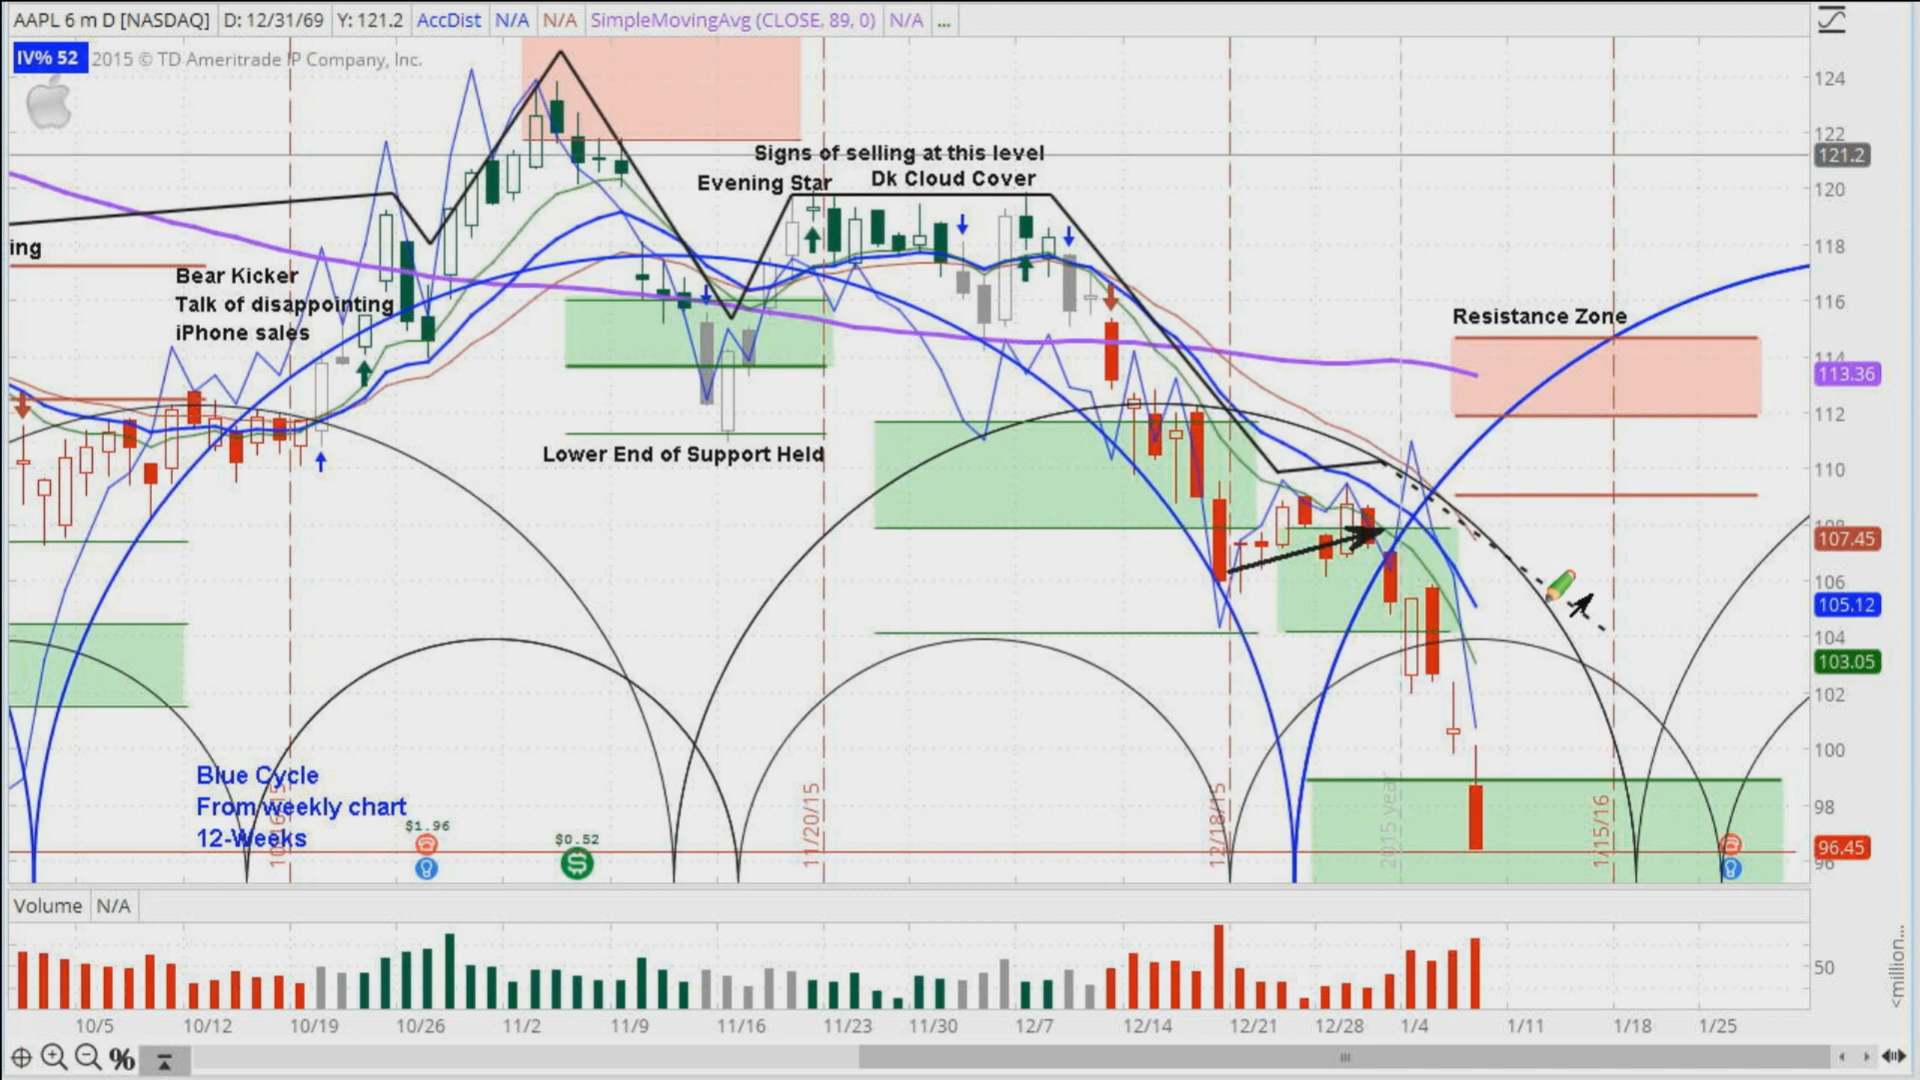 AAPL 6 m D [NASDAQ] D: 12/31/69 Y: 121.2 AccDist N/A N/A SimpleMovingAvg (CLOSE, 89, 0) N/A ...
IV% 52 2015 © TD Ameritrade IP Company, Inc.
124
122
121.2
120
118
116
114
113.36
112
110
108
107.45
106
105.12
104
103.05
102
100
98
96.45
96
Signs of selling at this level
Evening Star Dk Cloud Cover
ing
Bear Kicker
Talk of disappointing
iPhone sales
Resistance Zone
Lower End of Support Held
Blue Cycle
From weekly chart
12-Weeks
$1.96
$0.52
11/20/15
12/18/15
2015 year
1/15/16
Volume N/A
50
<million...
10/5 10/12 10/19 10/26 11/2 11/9 11/16 11/23 11/30 12/7 12/14 12/21 12/28 1/4 1/11 1/18 1/25
%